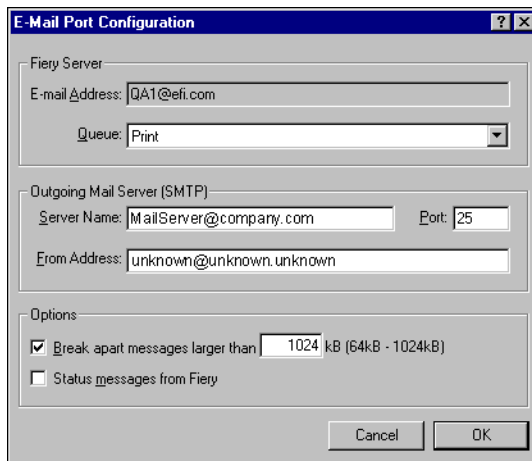 E-Mail Port Configuration
Fiery Server
E-mail Address: QA1@efi.com
Queue: Print
Outgoing Mail Server (SMTP)
Server Name: MailServer@company.com Port: 25
From Address: unknown@unknown.unknown
Options
Break apart messages larger than 1024 kB (64kB - 1024kB)
Status messages from Fiery
Cancel OK